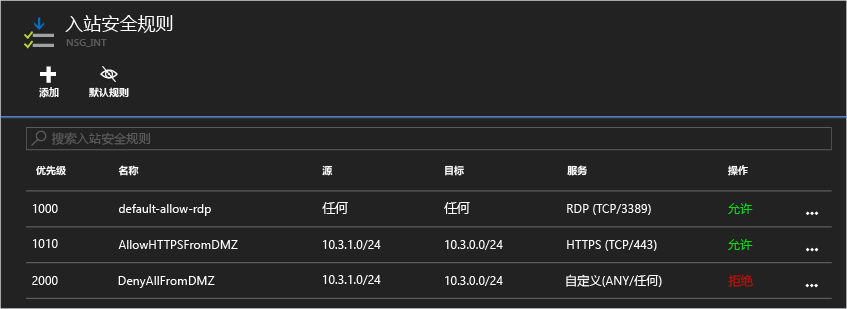 入站安全规则
NSG_INT
添加 默认规则
搜索入站安全规则
优先级 名称 源 目标 服务 操作
1000 default-allow-rdp 任何 任何 RDP (TCP/3389) 允许 ...
1010 AllowHTTPSFromDMZ 10.3.1.0/24 10.3.0.0/24 HTTPS (TCP/443) 允许 ...
2000 DenyAllFromDMZ 10.3.1.0/24 10.3.0.0/24 自定义(ANY/任何) 拒绝 ...